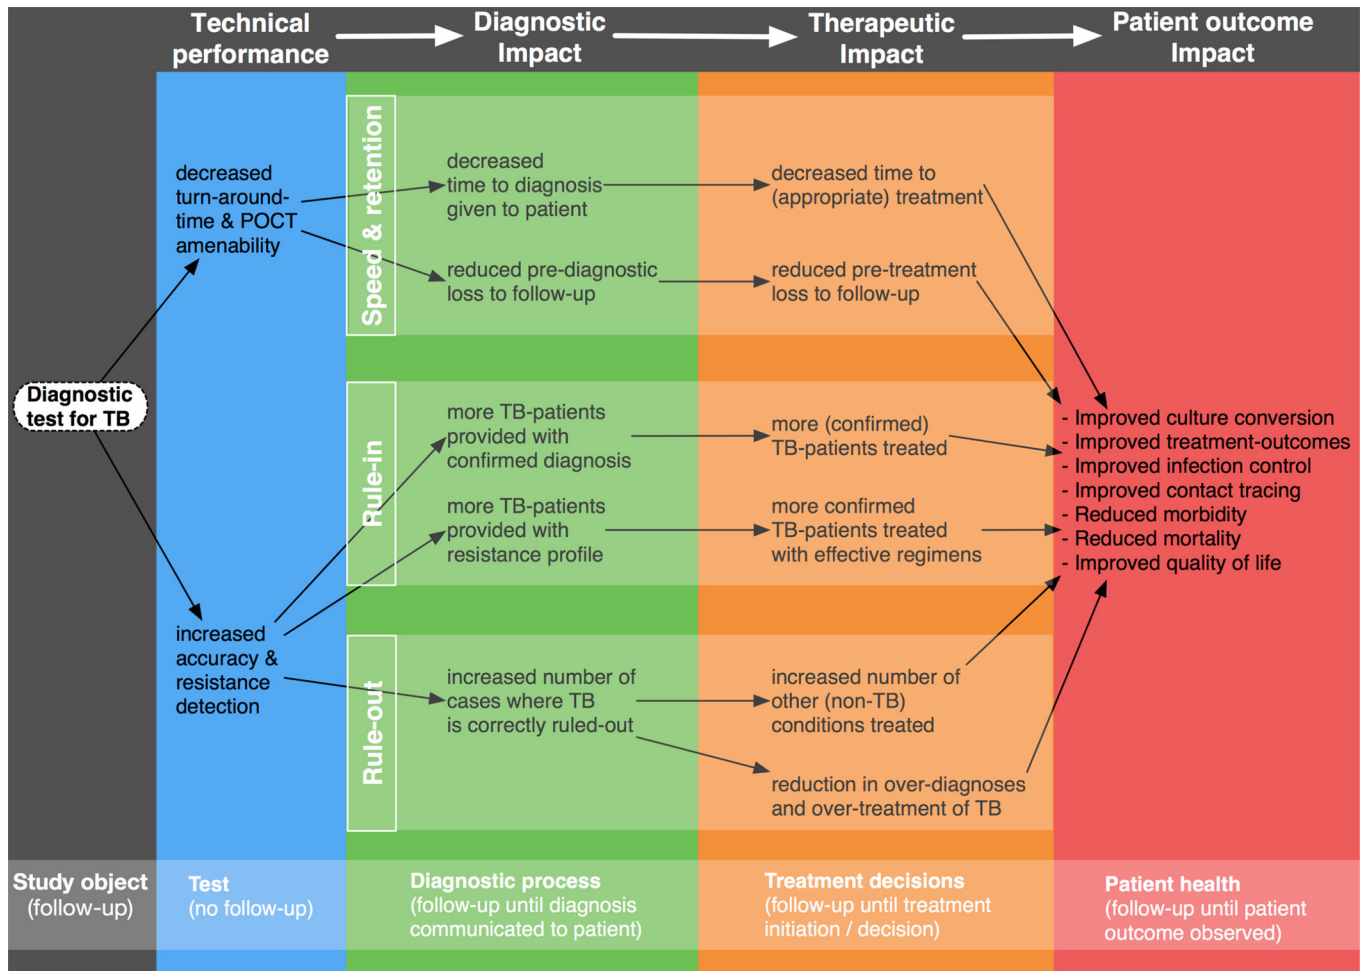 Technical
performance
Diagnostic
Impact
Therapeutic
Impact
Patient outcome
Impact
Diagnostic
test for TB
decreased
turn-around-
time & POCT
amenability
increased
accuracy &
resistance
detection
Speed & retention
decreased
time to diagnosis
given to patient
reduced pre-diagnostic
loss to follow-up
decreased time to
(appropriate) treatment
reduced pre-treatment
loss to follow-up
Rule-in
more TB-patients
provided with
confirmed diagnosis
more TB-patients
provided with
resistance profile
more (confirmed)
TB-patients treated
more confirmed
TB-patients treated
with effective regimens
Rule-out
increased number of
cases where TB
is correctly ruled-out
increased number of
other (non-TB)
conditions treated
reduction in over-diagnoses
and over-treatment of TB
- Improved culture conversion
- Improved treatment-outcomes
- Improved infection control
- Improved contact tracing
- Reduced morbidity
- Reduced mortality
- Improved quality of life
Study object
(follow-up)
Test
(no follow-up)
Diagnostic process
(follow-up until diagnosis
communicated to patient)
Treatment decisions
(follow-up until treatment
initiation / decision)
Patient health
(follow-up until patient
outcome observed)